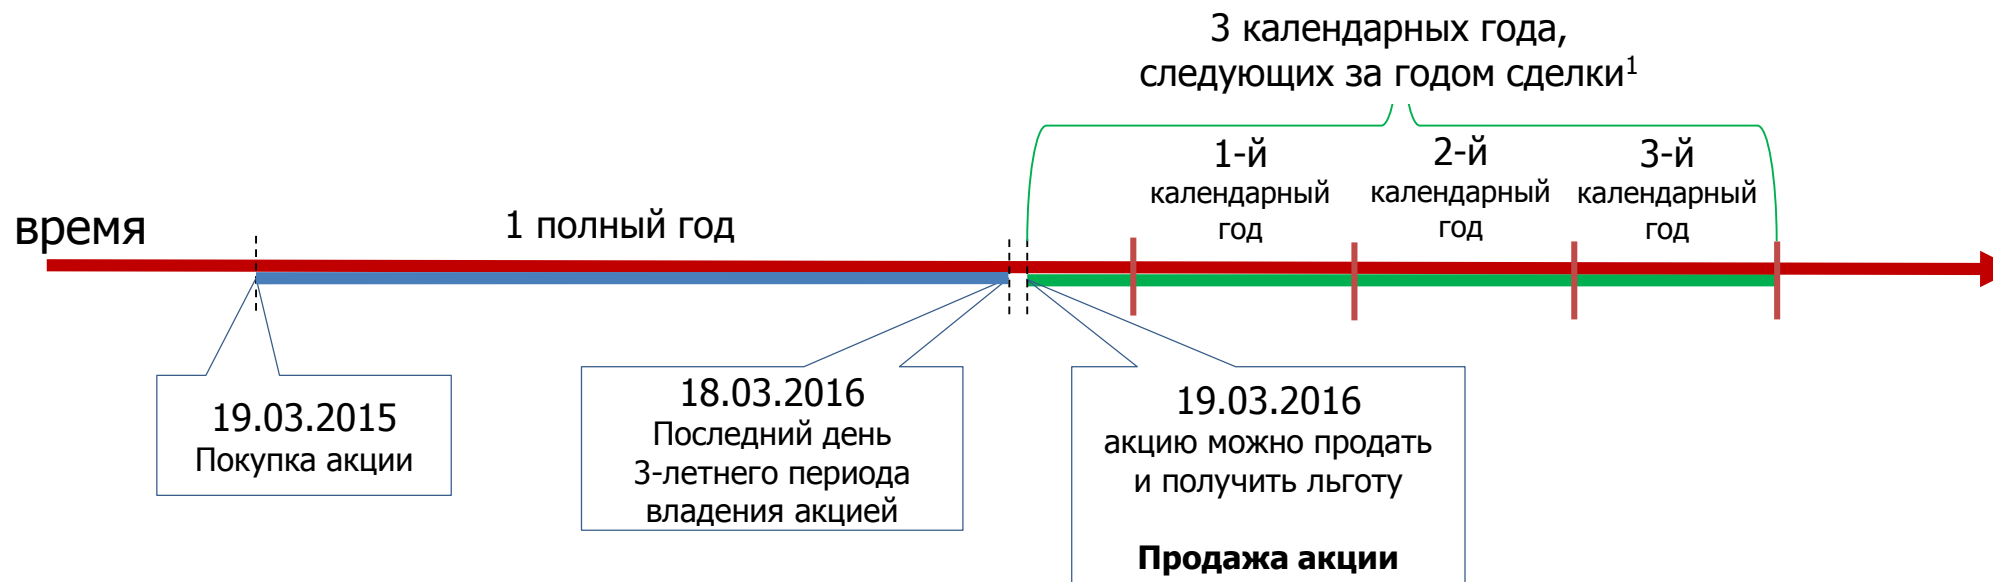 3 календарных года,
следующих за годом сделки¹
1-й
календарный
год
2-й
календарный
год
3-й
календарный
год
время
1 полный год
19.03.2015
Покупка акции
18.03.2016
Последний день
3-летнего периода
владения акцией
19.03.2016
акцию можно продать
и получить льготу
Продажа акции